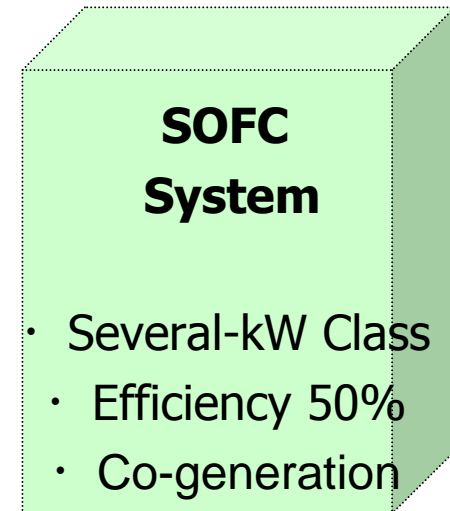 SOFC
System
· Several-kW Class
· Efficiency 50%
· Co-generation